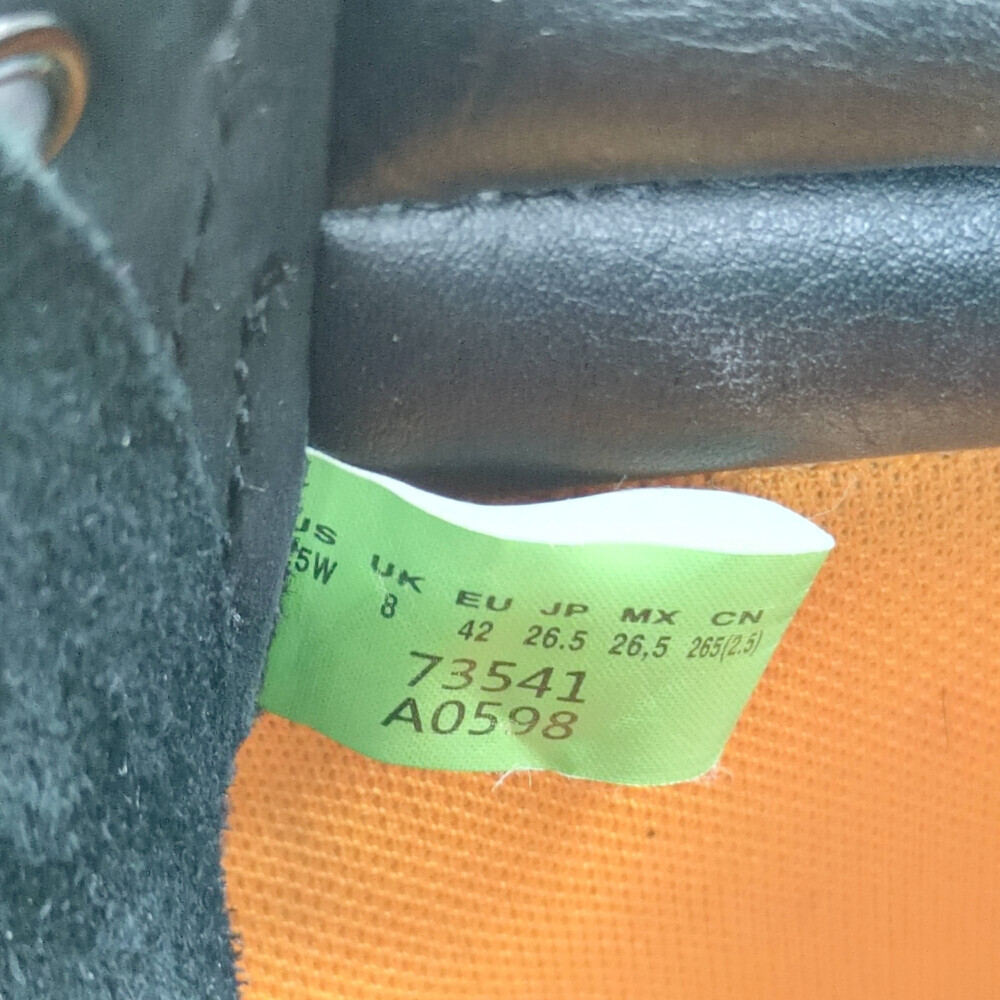 US UK EU JP MX CN
.5W 8 42 26.5 26,5 265(2.5)
73541
A0598